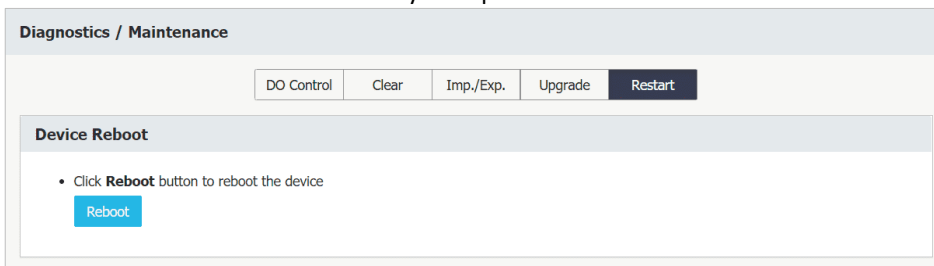 Diagnostics / Maintenance
DO Control Clear Imp./Exp. Upgrade Restart
Device Reboot
• Click Reboot button to reboot the device
Reboot